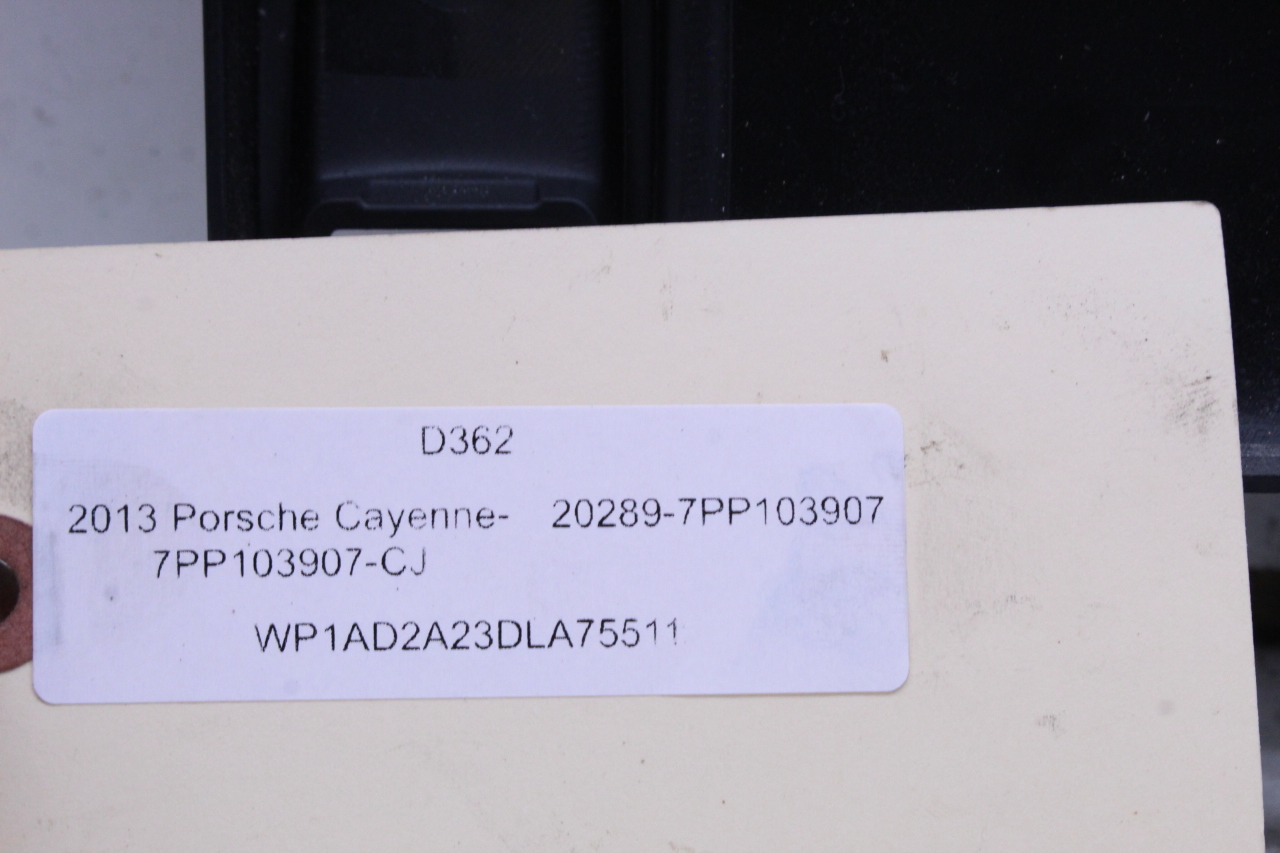 D362
2013 Porsche Cayenne- 20289-7PP103907
7PP103907-CJ
WP1AD2A23DLA75511